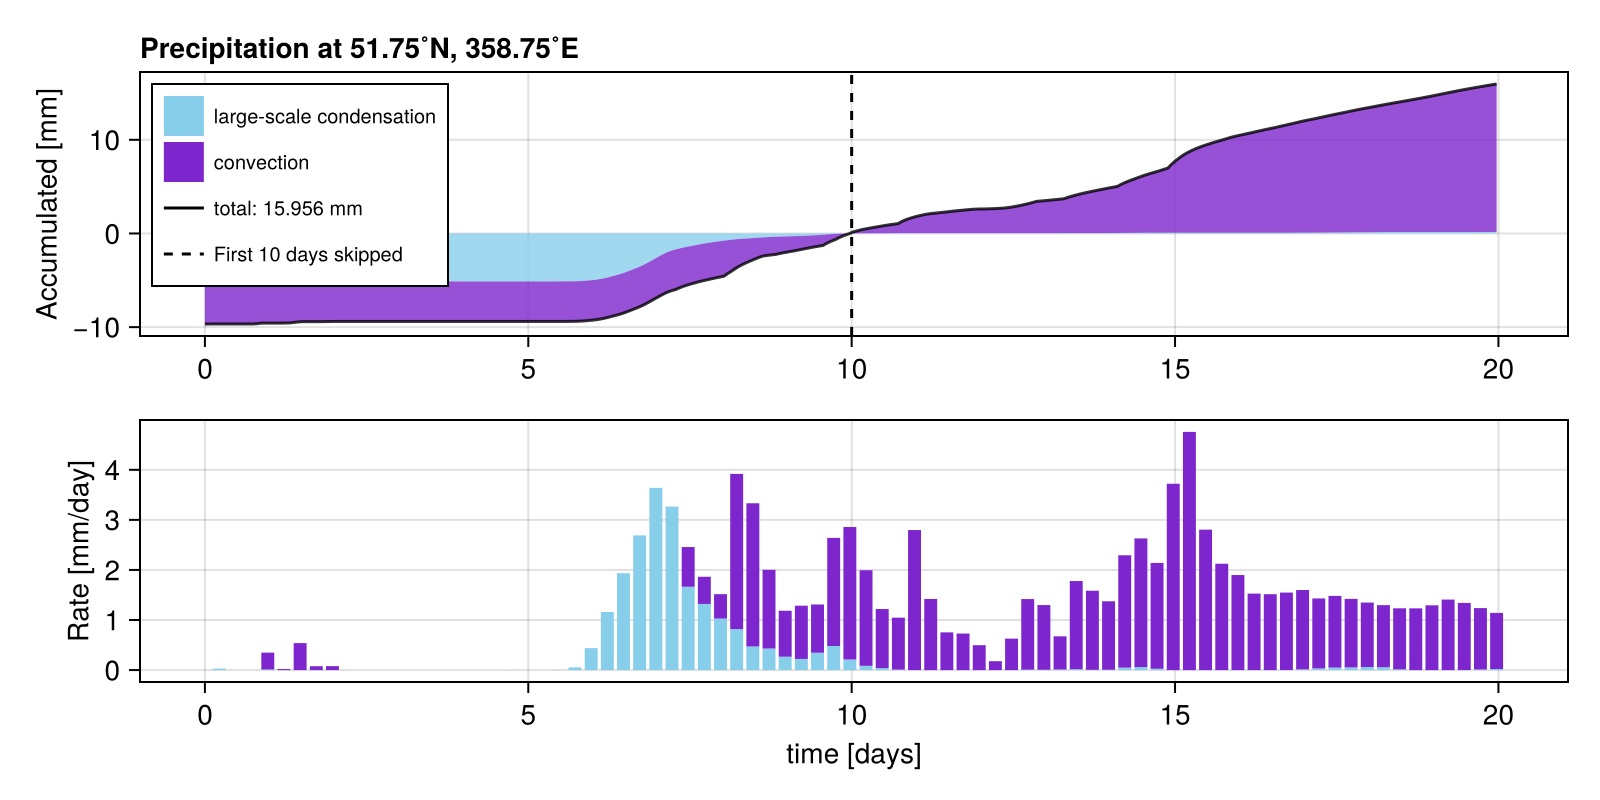 Precipitation at 51.75˚N, 358.75˚E
Accumulated [mm]
10
0
−10
large-scale condensation
convection
total: 15.956 mm
First 10 days skipped
0 5 10 15 20
Rate [mm/day]
4
3
2
1
0
0 5 10 15 20
time [days]